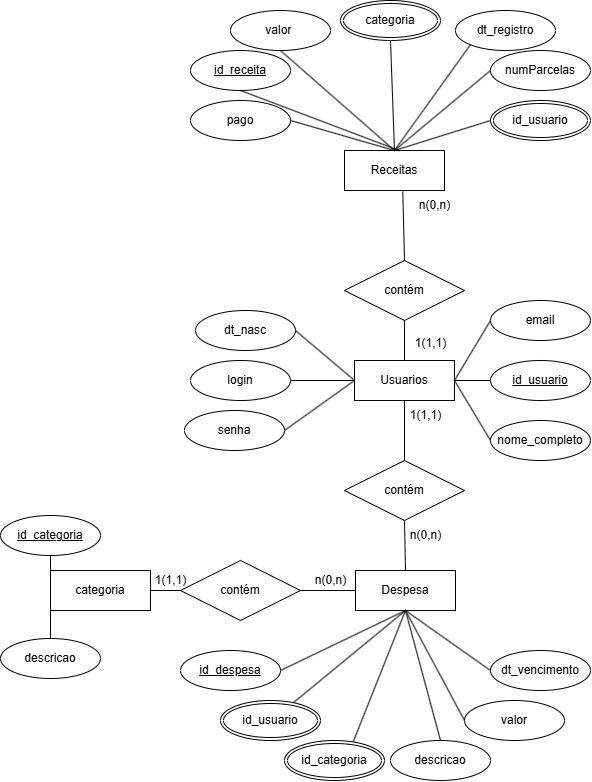 categoria
valor
dt_registro
id_receita
numParcelas
pago
id_usuario
Receitas
n(0,n)
contém
email
dt_nasc
1(1,1)
login
Usuarios
id_usuario
1(1,1)
senha
nome_completo
contém
id_categoria
n(0,n)
1(1,1)
n(0,n)
categoria
contém
Despesa
descricao
id_despesa
dt_vencimento
id_usuario
valor
id_categoria
descricao